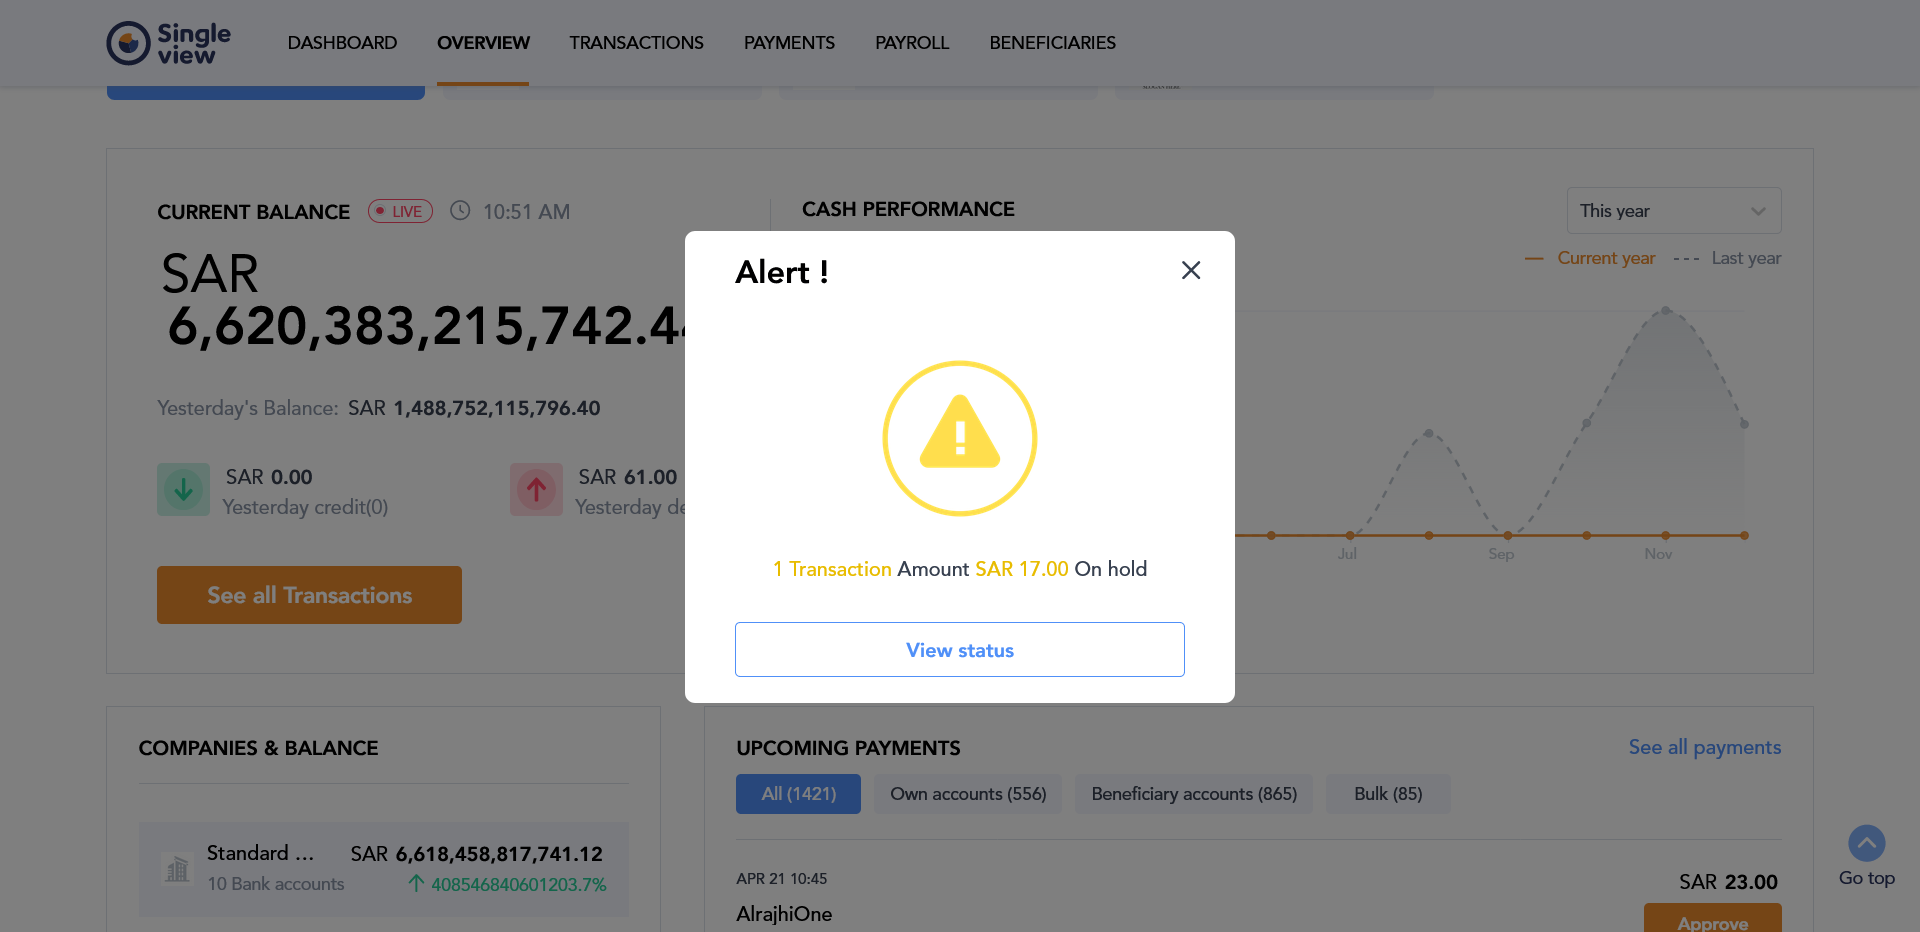 Single view
DASHBOARD
OVERVIEW
TRANSACTIONS
PAYMENTS
PAYROLL
BENEFICIARIES
CURRENT BALANCE
LIVE
10:51 AM
SAR
6,620,383,215,742.44
Yesterday's Balance: SAR 1,488,752,115,796.40
SAR 0.00
Yesterday credit(0)
SAR 61.00
Yesterday de
See all Transactions
CASH PERFORMANCE
This year
Current year
Last year
Jul
Sep
Nov
Alert !
1 Transaction Amount SAR 17.00 On hold
View status
COMPANIES & BALANCE
Standard ...
SAR 6,618,458,817,741.12
10 Bank accounts
408546840601203.7%
UPCOMING PAYMENTS
See all payments
All (1421)
Own accounts (556)
Beneficiary accounts (865)
Bulk (85)
APR 21 10:45
AlrajhiOne
SAR 23.00
Approve
Go top